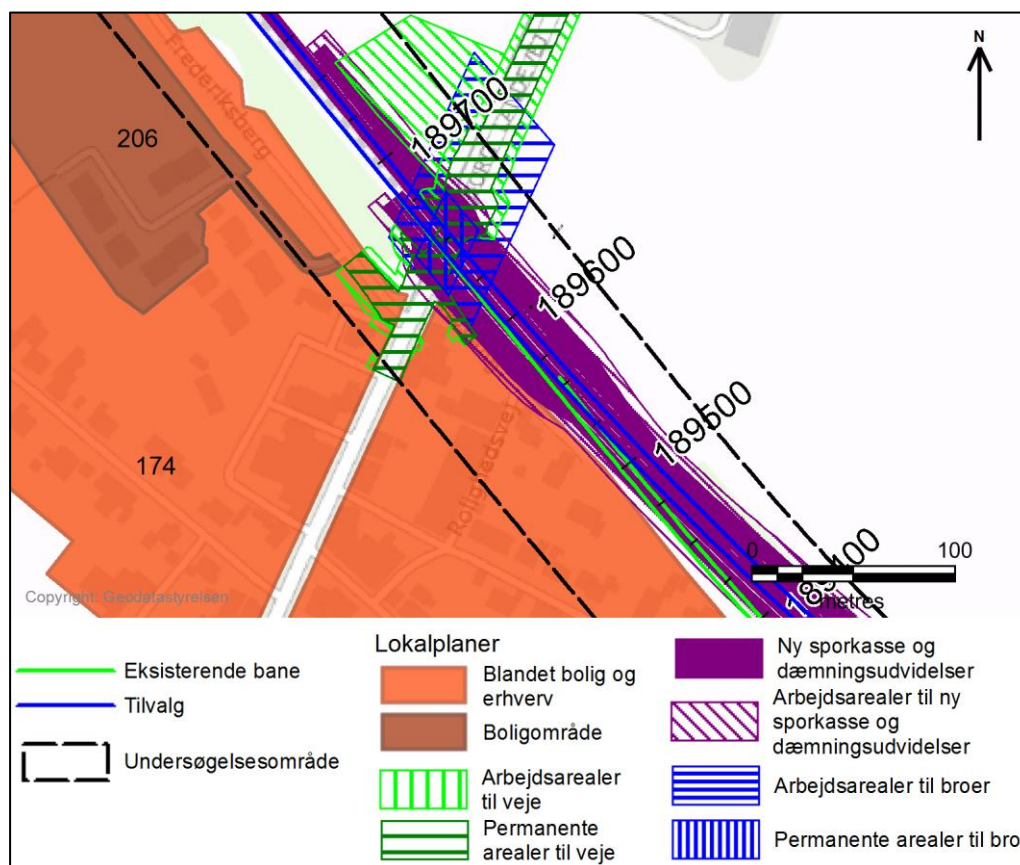 N
Frederiksberg
206
189700
189600
189500
174
Rolighedsvej
0
100
metres
Copyright: Geodatastyrelsen
Eksisterende bane
Tilvalg
Undersøgelsesområde
Lokalplaner
Blandet bolig og
erhverv
Boligområde
Arbejdsarealer
til veje
Permanente
arealer til veje
Ny sporkasse og
dæmningsudvidelser
Arbejdsarealer til ny
sporkasse og
dæmningsudvidelser
Arbejdsarealer til broer
Permanente arealer til bro